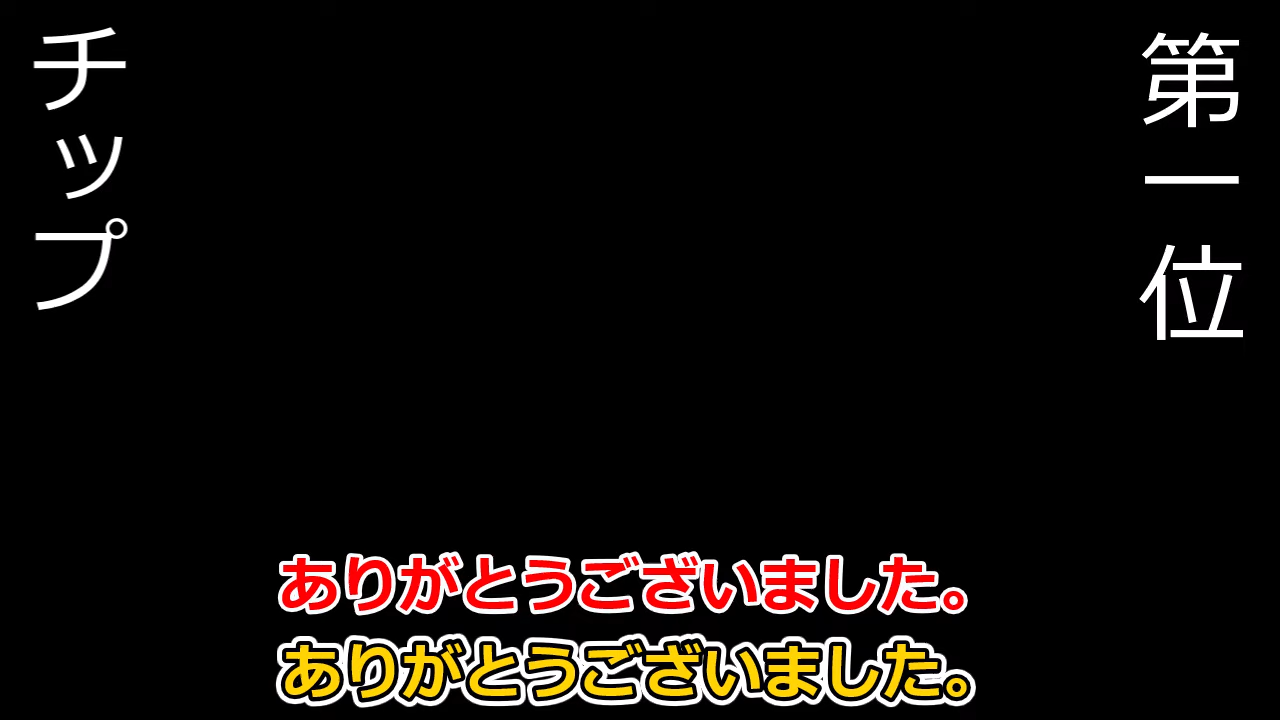 第一位
チップ
ありがとうございました。
ありがとうございました。